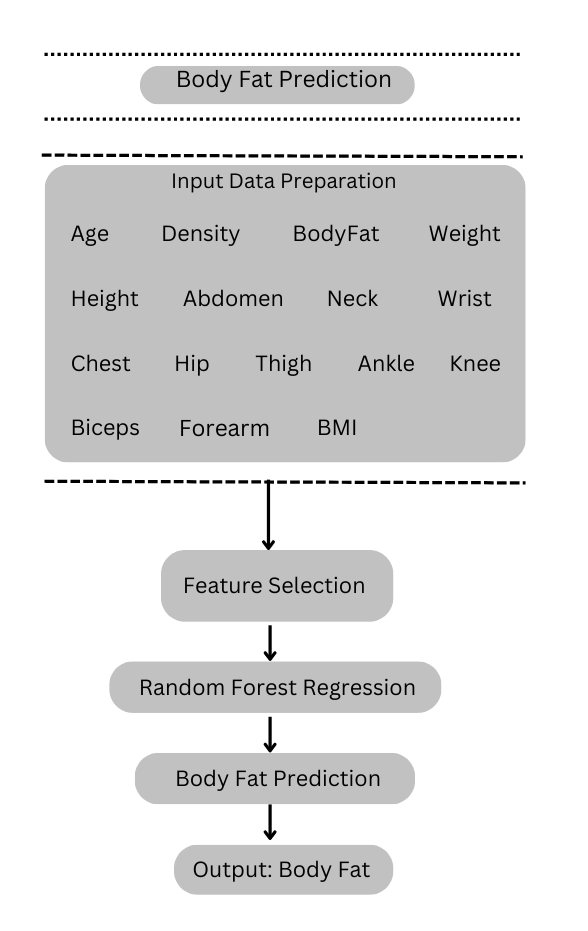 Body Fat Prediction
Input Data Preparation
Age Density BodyFat Weight
Height Abdomen Neck Wrist
Chest Hip Thigh Ankle Knee
Biceps Forearm BMI
Feature Selection
Random Forest Regression
Body Fat Prediction
Output: Body Fat